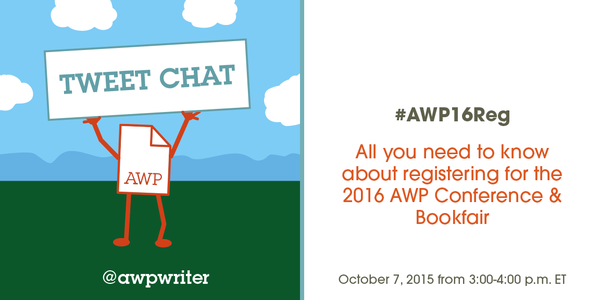 TWEET CHAT
AWP
@awpwriter
#AWP16Reg
All you need to know
about registering for the
2016 AWP Conference &
Bookfair
October 7, 2015 from 3:00-4:00 p.m. ET